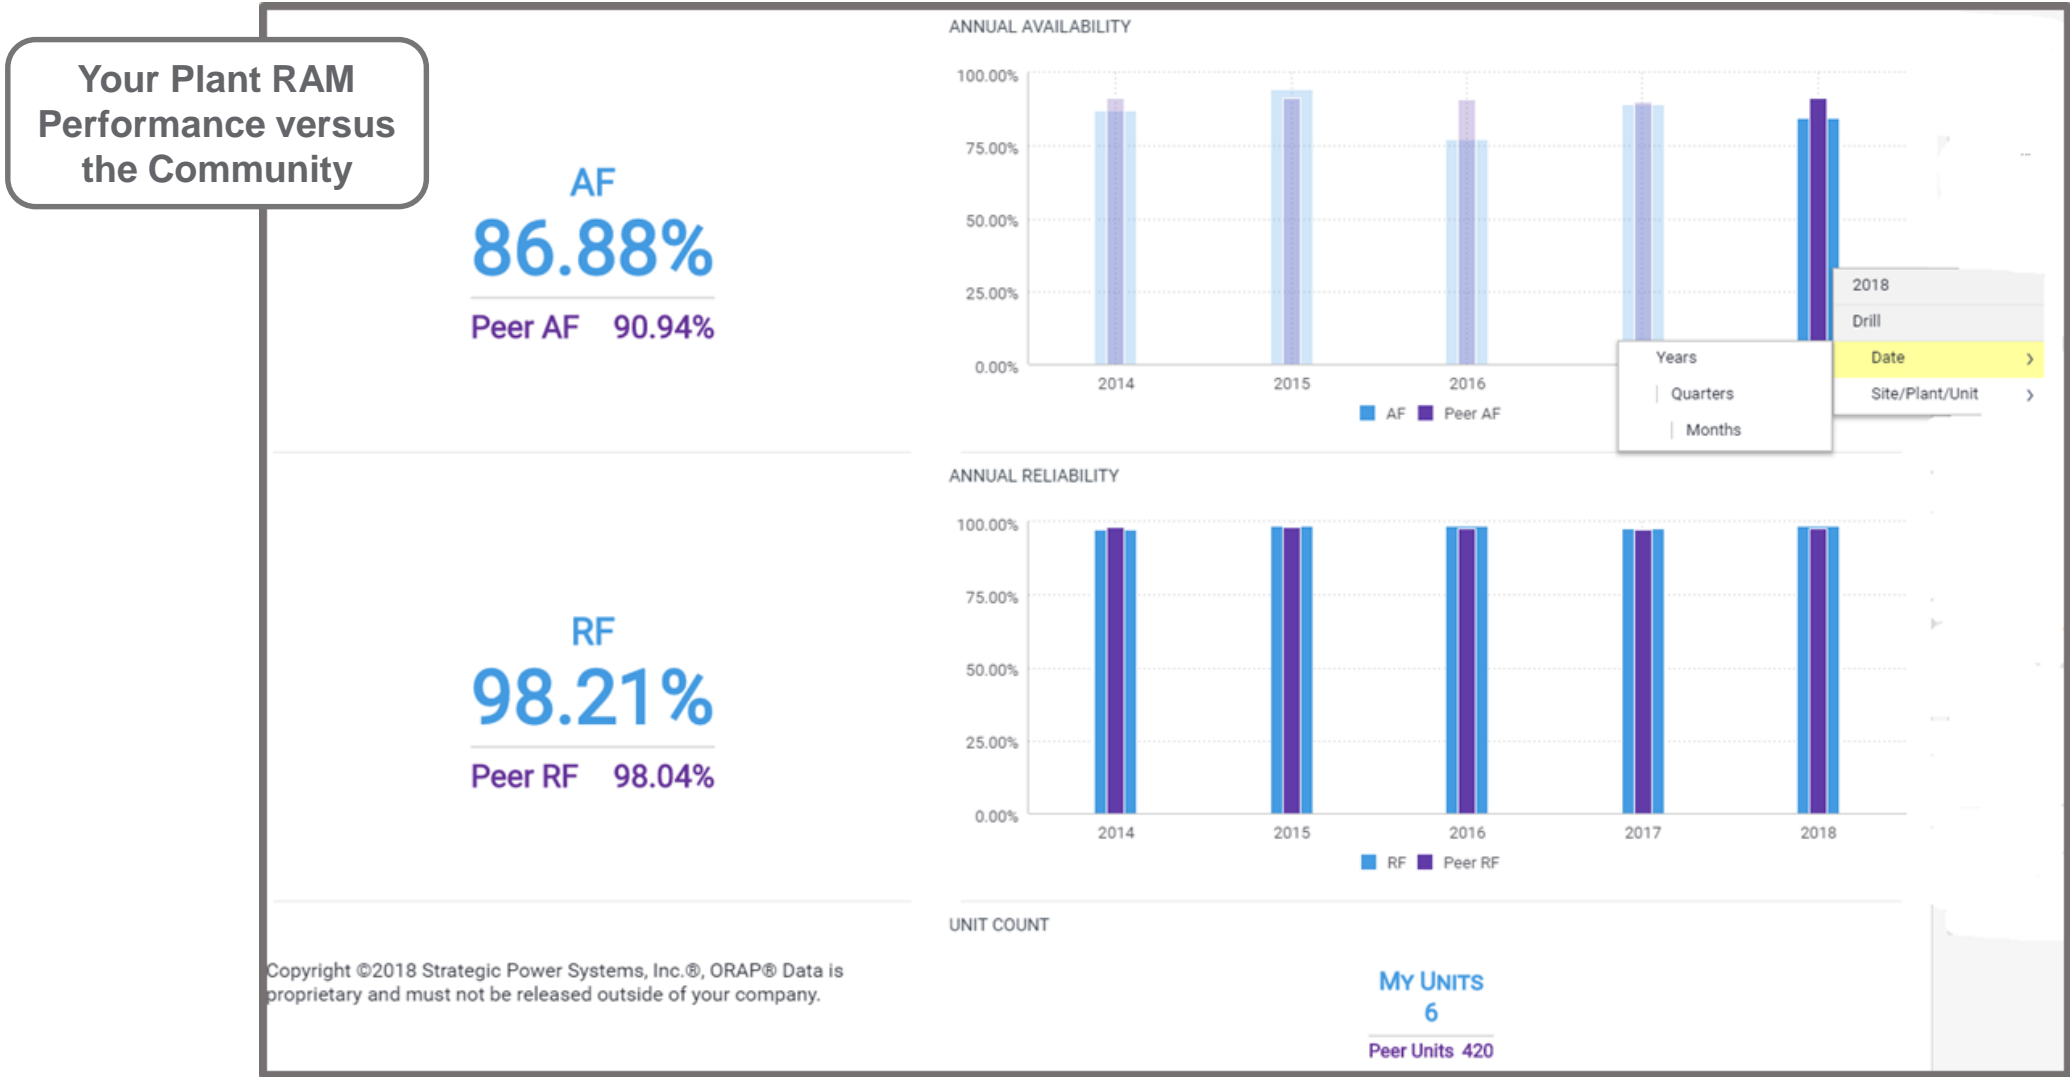 Your Plant RAM
Performance versus
the Community
AF
86.88%
Peer AF 90.94%
ANNUAL AVAILABILITY
100.00%
75.00%
50.00%
25.00%
0.00%
2014
2015
2016
AF Peer AF
2018
Drill
Date
Site/Plant/Unit
Years
Quarters
Months
RF
98.21%
Peer RF 98.04%
ANNUAL RELIABILITY
100.00%
75.00%
50.00%
25.00%
0.00%
2014
2015
2016
2017
2018
RF Peer RF
Copyright ©2018 Strategic Power Systems, Inc.®, ORAP® Data is
proprietary and must not be released outside of your company.
UNIT COUNT
MY UNITS
6
Peer Units 420